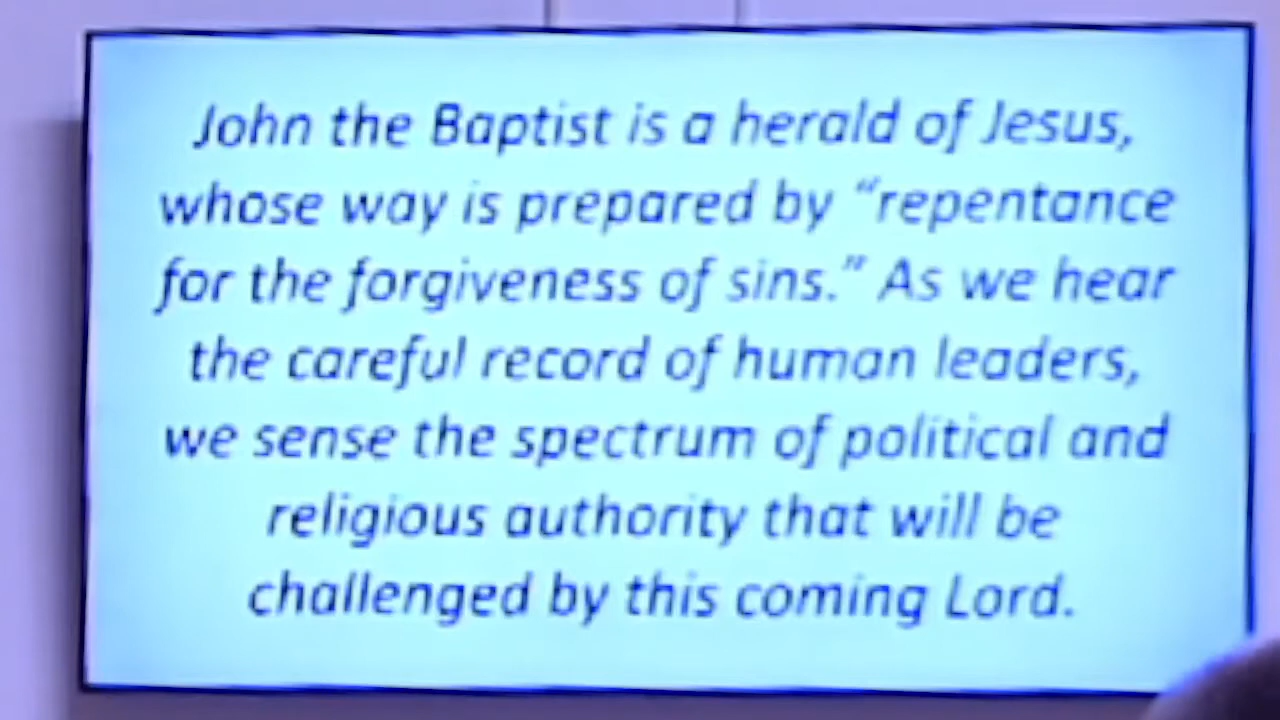 John the Baptist is a herald of Jesus,
whose way is prepared by “repentance
for the forgiveness of sins.” As we hear
the careful record of human leaders,
we sense the spectrum of political and
religious authority that will be
challenged by this coming Lord.